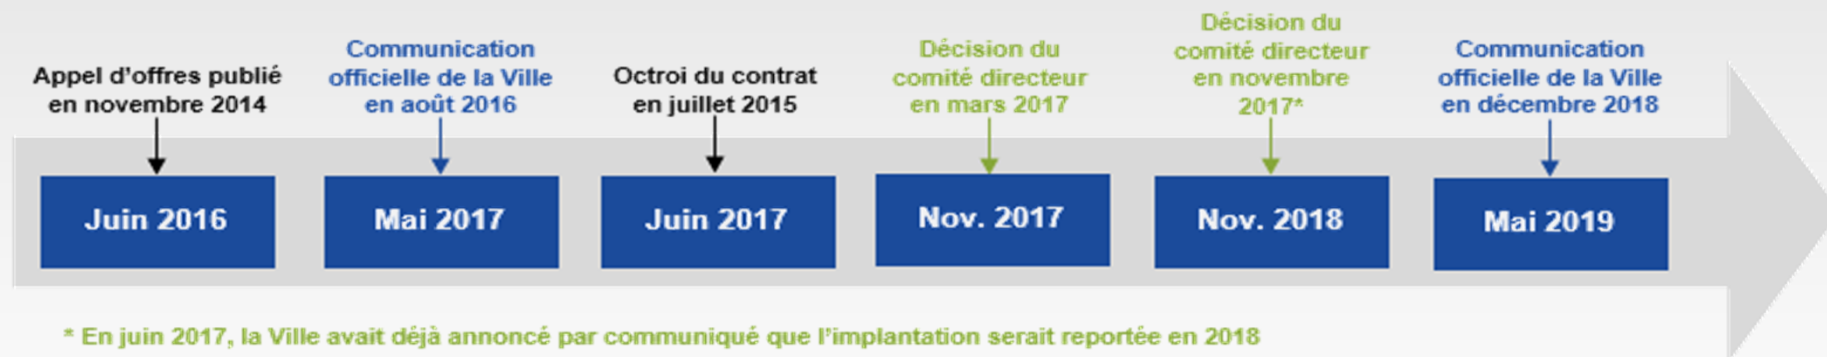 Appel d'offres publié
en novembre 2014
Communication
officielle de la Ville
en août 2016
Octroi du contrat
en juillet 2015
Décision du
comité directeur
en mars 2017
Décision du
comité directeur
en novembre
2017*
Communication
officielle de la Ville
en décembre 2018
Juin 2016
Mai 2017
Juin 2017
Nov. 2017
Nov. 2018
Mai 2019
* En juin 2017, la Ville avait déjà annoncé par communiqué que l'implantation serait reportée en 2018